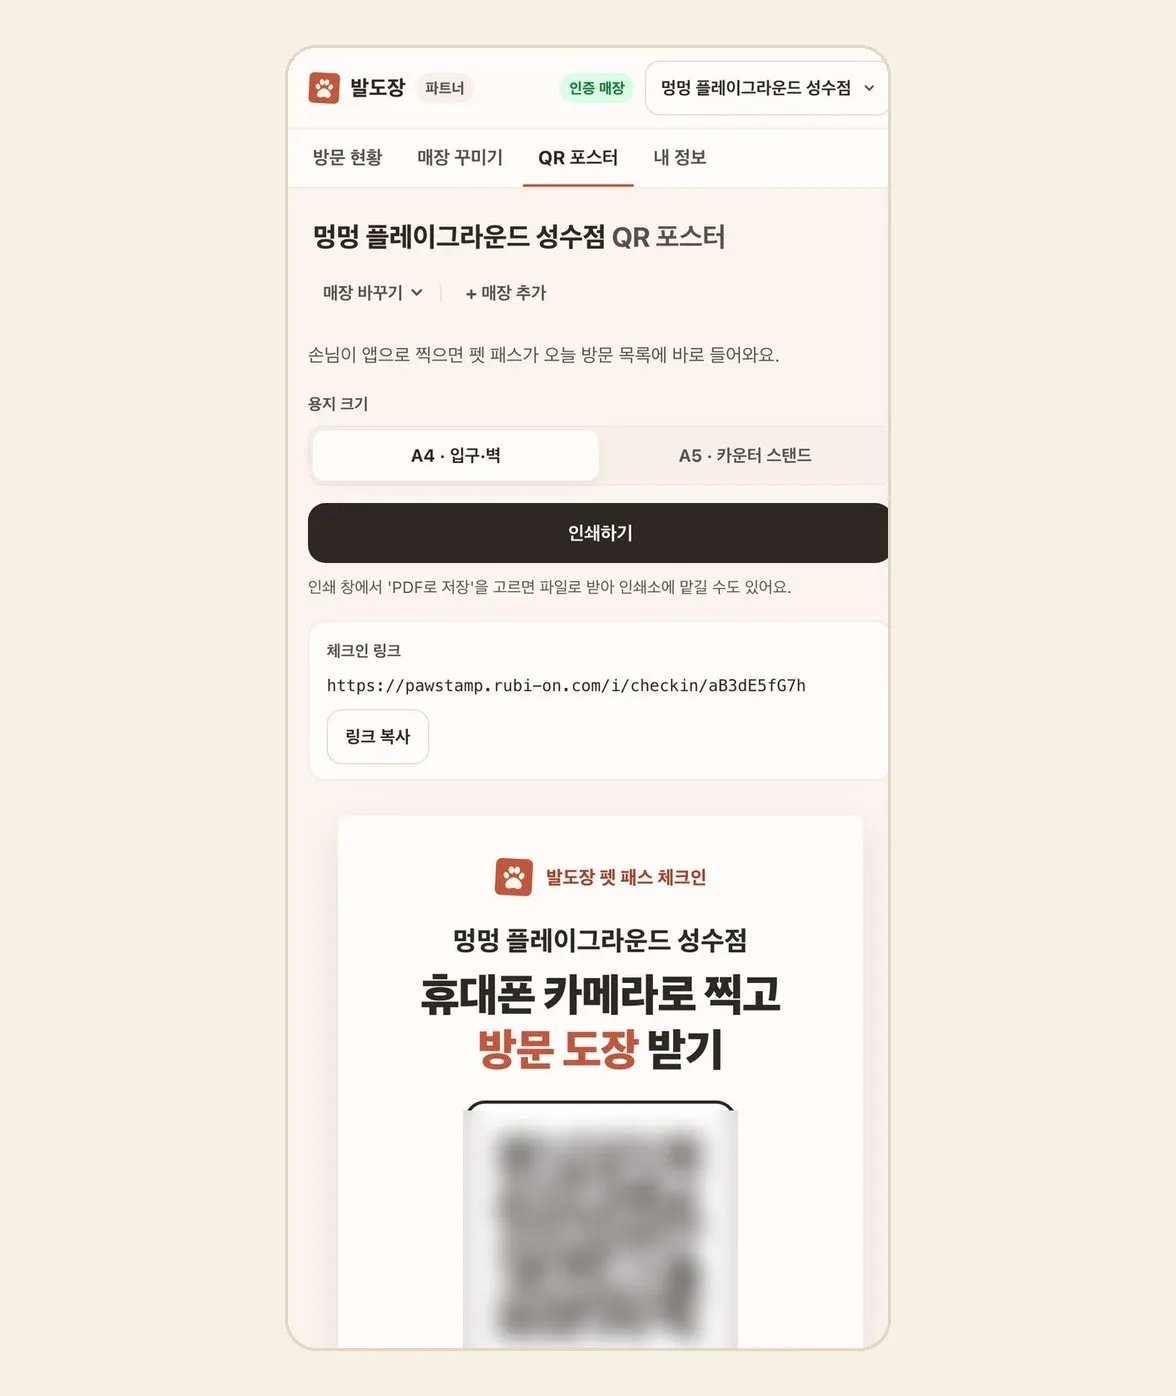 발도장 파트너 인증 매장 멍멍 플레이그라운드 성수점
방문 현황 매장 꾸미기 QR 포스터 내 정보
멍멍 플레이그라운드 성수점 QR 포스터
매장 바꾸기 + 매장 추가
손님이 앱으로 찍으면 펫 패스가 오늘 방문 목록에 바로 들어와요.
용지 크기
A4 · 입구·벽 A5 · 카운터 스탠드
인쇄하기
인쇄 창에서 'PDF로 저장'을 고르면 파일로 받아 인쇄소에 맡길 수도 있어요.
체크인 링크
https://pawstamp.rubi-on.com/i/checkin/aB3dE5fG7h
링크 복사
발도장 펫 패스 체크인
멍멍 플레이그라운드 성수점
휴대폰 카메라로 찍고
방문 도장 받기